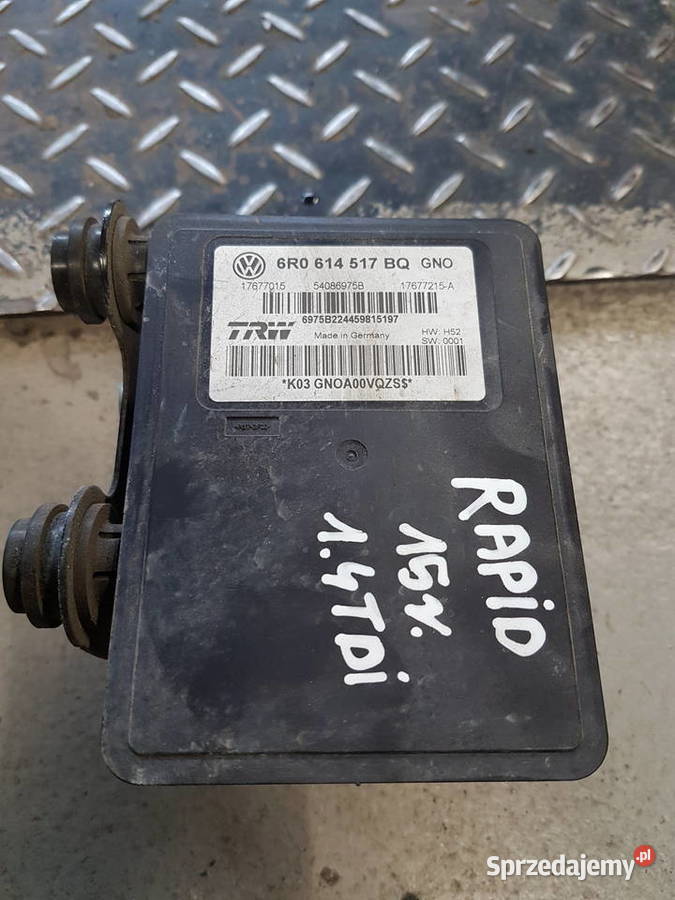 6R0 614 517 BQ GNO
17677015 54086975B 17677215-A
6975B224459815197
TRW Made in Germany HW: H52
SW: 0001
*K03 GNOA00VQZS$*
RAPiD
15r.
1.4TDi
Sprzedajemy.pl